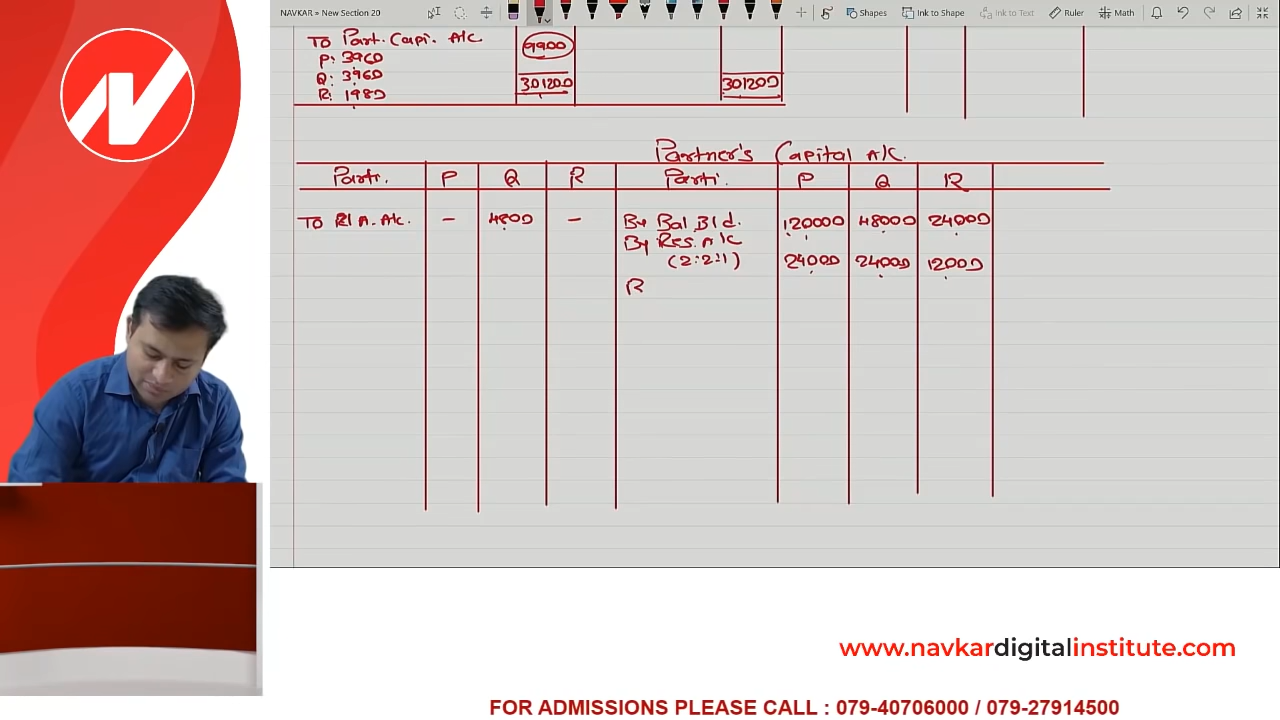 NAVKAR » New Section 20
Shapes
Ink to Shape
Ink to Text
Ruler
Math
To Part. Capi. A/c 9900
P: 3960
Q: 3960
R: 1980
301200 301200
Partner's Capital A/c.
Parti. P Q R Parti. P Q R
To R/A. A/c. - 4800 - By Bal B/d. 120000 48000 24000
By Res. A/c
(2:2:1) 24000 24000 12000
B
N
www.navkardigitalinstitute.com
FOR ADMISSIONS PLEASE CALL : 079-40706000 / 079-27914500